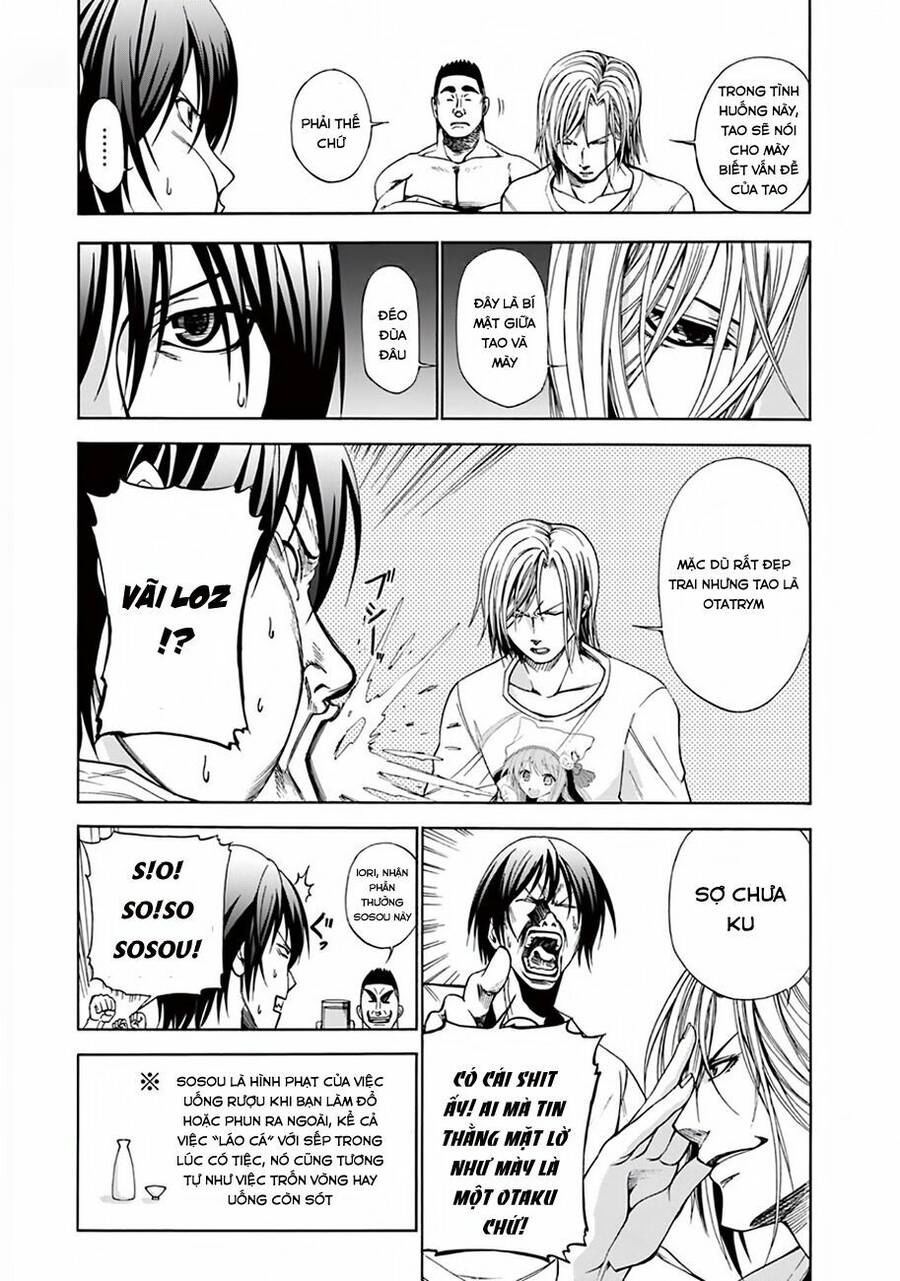 TRONG TÌNH
HUỐNG NÀY,
TAO SẼ NÓI
CHO MÀY
BIẾT VẤN ĐỀ
CỦA TAO
PHẢI THẾ
CHỨ
.........
ĐÂY LÀ BÍ
MẬT GIỮA
TAO VÀ
MÀY
ĐÉO
ĐÙA
ĐÂU
MẶC DÙ RẤT ĐẸP
TRAI NHƯNG TAO LÀ
OTATRYM
VÃI LOZ
!?
SỢ CHƯA
KU
CÓ CÁI SHIT
ẤY! AI MÀ TIN
THẰNG MẶT LỜ
NHƯ MÀY LÀ
MỘT OTAKU
CHỨ!
IORI, NHẬN
PHẦN
THƯỞNG
SOSOU NÀY
S!O!
SO!SO
SOSOU!
※ SOSOU LÀ HÌNH PHẠT CỦA VIỆC
UỐNG RƯỢU KHI BẠN LÀM ĐỔ
HOẶC PHUN RA NGOÀI, KỂ CẢ
VIỆC "LÁO CÁ" VỚI SẾP TRONG
LÚC CÓ TIỆC, NÓ CŨNG TƯƠNG
TỰ NHƯ VIỆC TRỐN VÒNG HAY
UỐNG CÒN SÓT